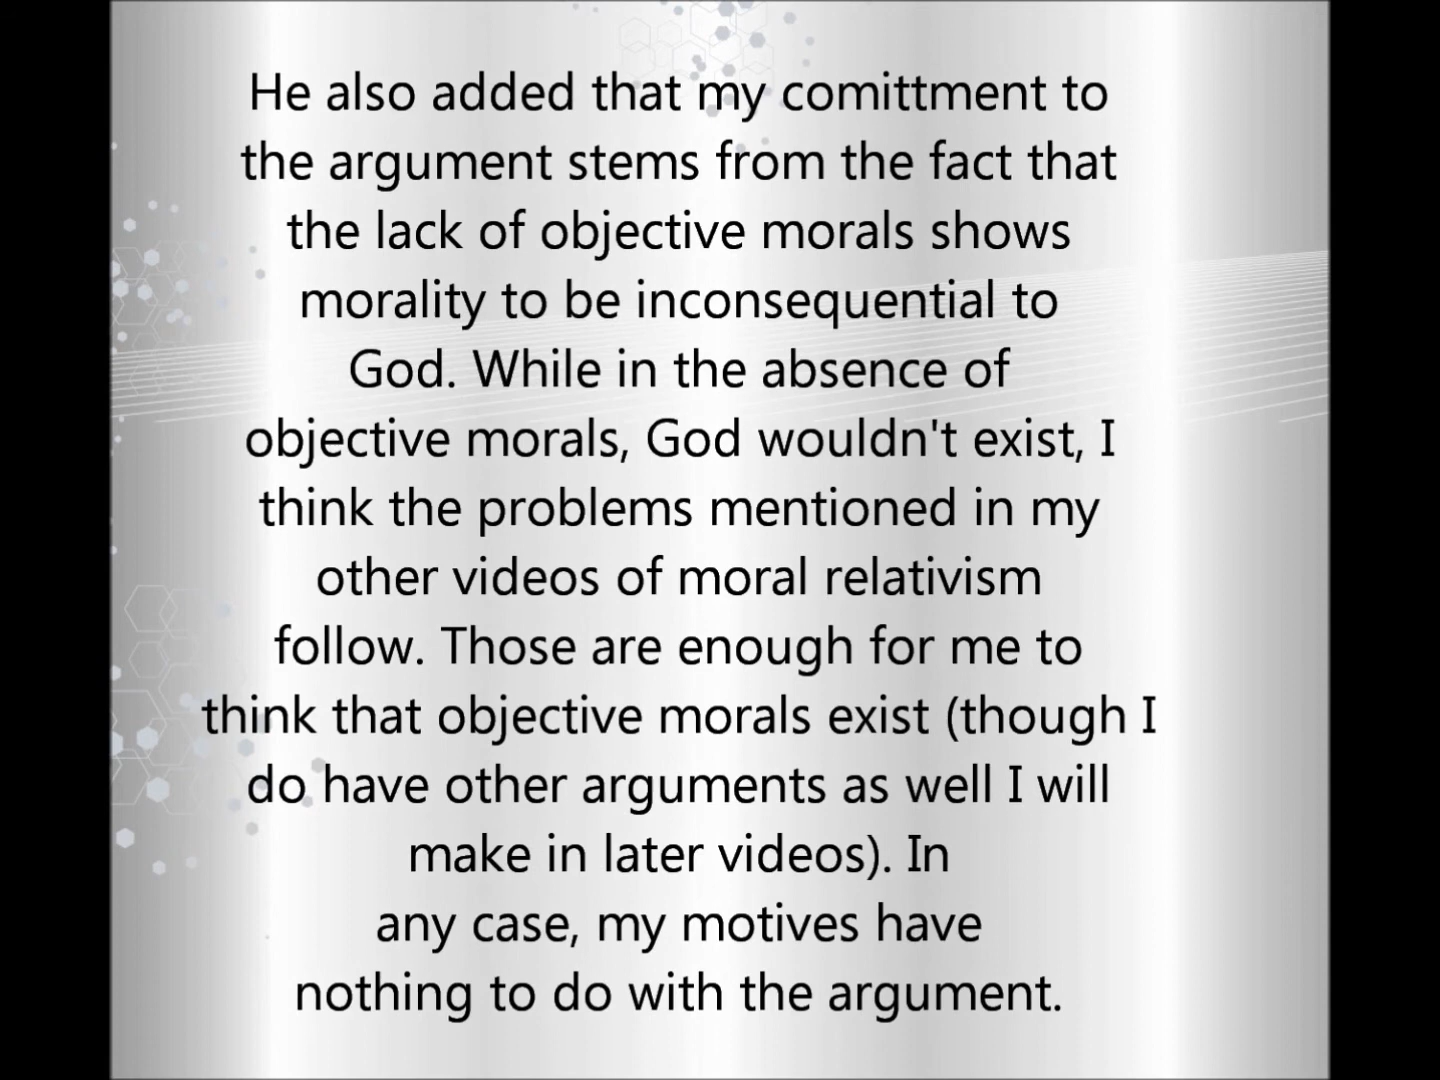 He also added that my comittment to
the argument stems from the fact that
the lack of objective morals shows
morality to be inconsequential to
God. While in the absence of
objective morals, God wouldn't exist, I
think the problems mentioned in my
other videos of moral relativism
follow. Those are enough for me to
think that objective morals exist (though I
do have other arguments as well I will
make in later videos). In
any case, my motives have
nothing to do with the argument.